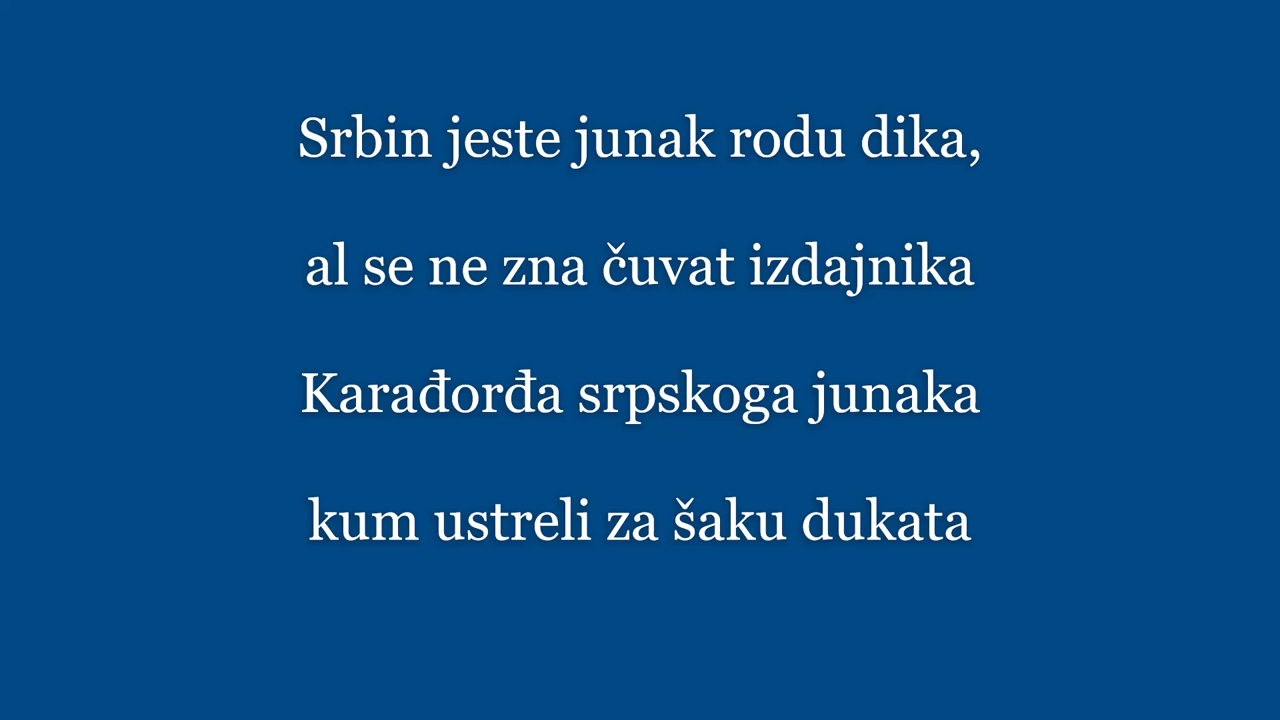 Srbin jeste junak rodu dika,
al se ne zna čuvat izdajnika
Karađorđa srpskoga junaka
kum ustreli za šaku dukata